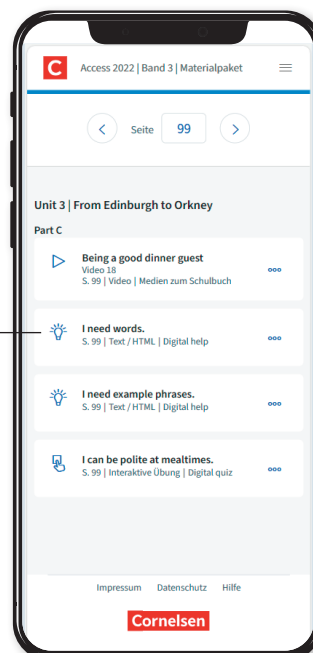 C Access 2022 | Band 3 | Materialpaket
Seite 99
Unit 3 | From Edinburgh to Orkney
Part C
Being a good dinner guest
Video 18
S. 99 | Video | Medien zum Schulbuch
I need words.
S. 99 | Text / HTML | Digital help
I need example phrases.
S. 99 | Text / HTML | Digital help
I can be polite at mealtimes.
S. 99 | Interaktive Übung | Digital quiz
Impressum Datenschutz Hilfe
Cornelsen